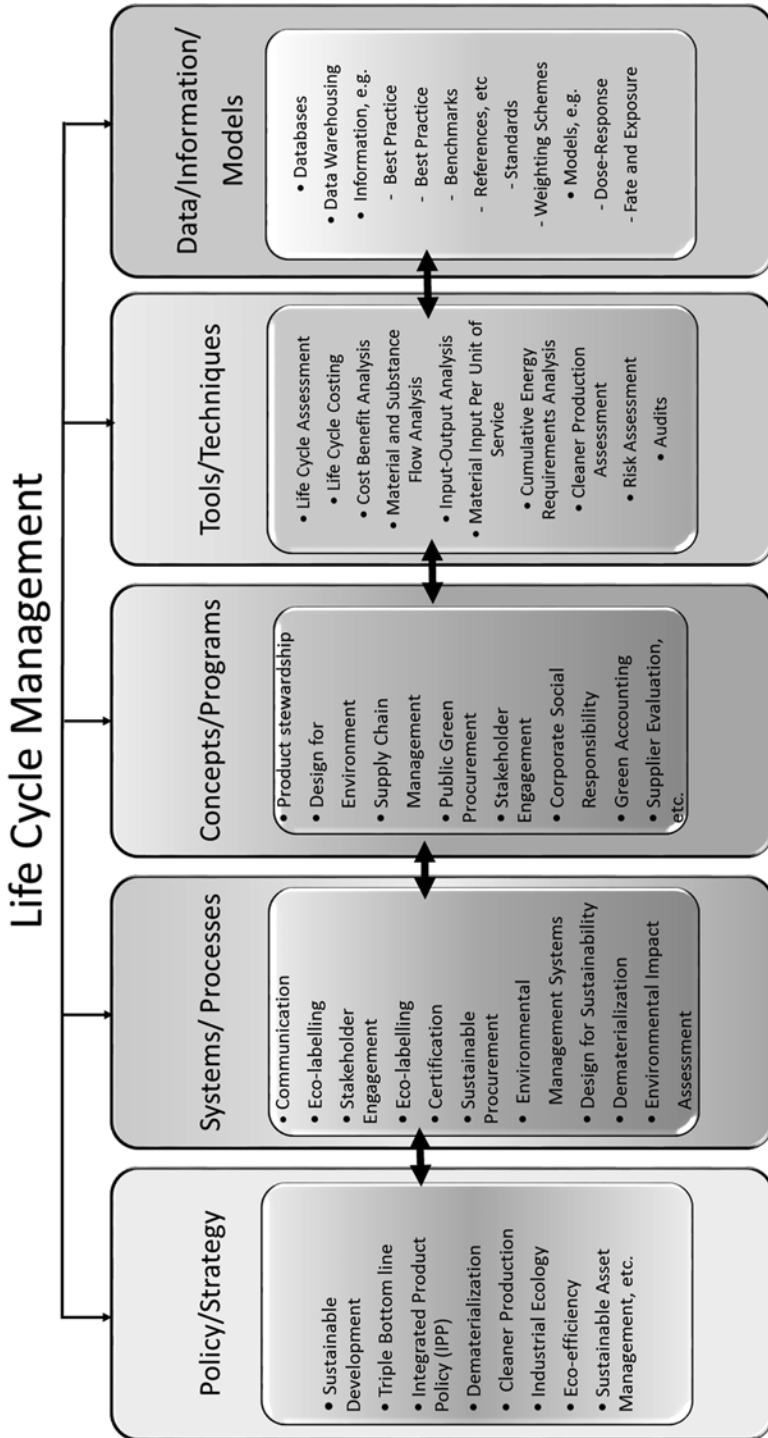 Life Cycle Management
Policy/Strategy
• Sustainable
Development
• Triple Bottom line
• Integrated Product
Policy (IPP)
• Dematerialization
• Cleaner Production
• Industrial Ecology
• Eco-efficiency
• Sustainable Asset
Management, etc.
Systems/ Processes
• Communication
• Eco-labelling
• Stakeholder
Engagement
• Eco-labelling
• Certification
• Sustainable
Procurement
• Environmental
Management Systems
• Design for Sustainability
• Dematerialization
• Environmental Impact
Assessment
Concepts/Programs
• Product stewardship
• Design for
Environment
• Supply Chain
Management
• Public Green
Procurement
• Stakeholder
Engagement
• Corporate Social
Responsibility
• Green Accounting
• Supplier Evaluation,
etc.
Tools/Techniques
• Life Cycle Assessment
• Life Cycle Costing
• Cost Benefit Analysis
• Material and Substance
Flow Analysis
• Input-Output Analysis
• Material Input Per Unit of
Service
• Cumulative Energy
Requirements Analysis
• Cleaner Production
Assessment
• Risk Assessment
• Audits
Data/Information/
Models
• Databases
• Data Warehousing
• Information, e.g.
- Best Practice
- Best Practice
- Benchmarks
- References, etc
- Standards
- Weighting Schemes
• Models, e.g.
- Dose-Response
- Fate and Exposure